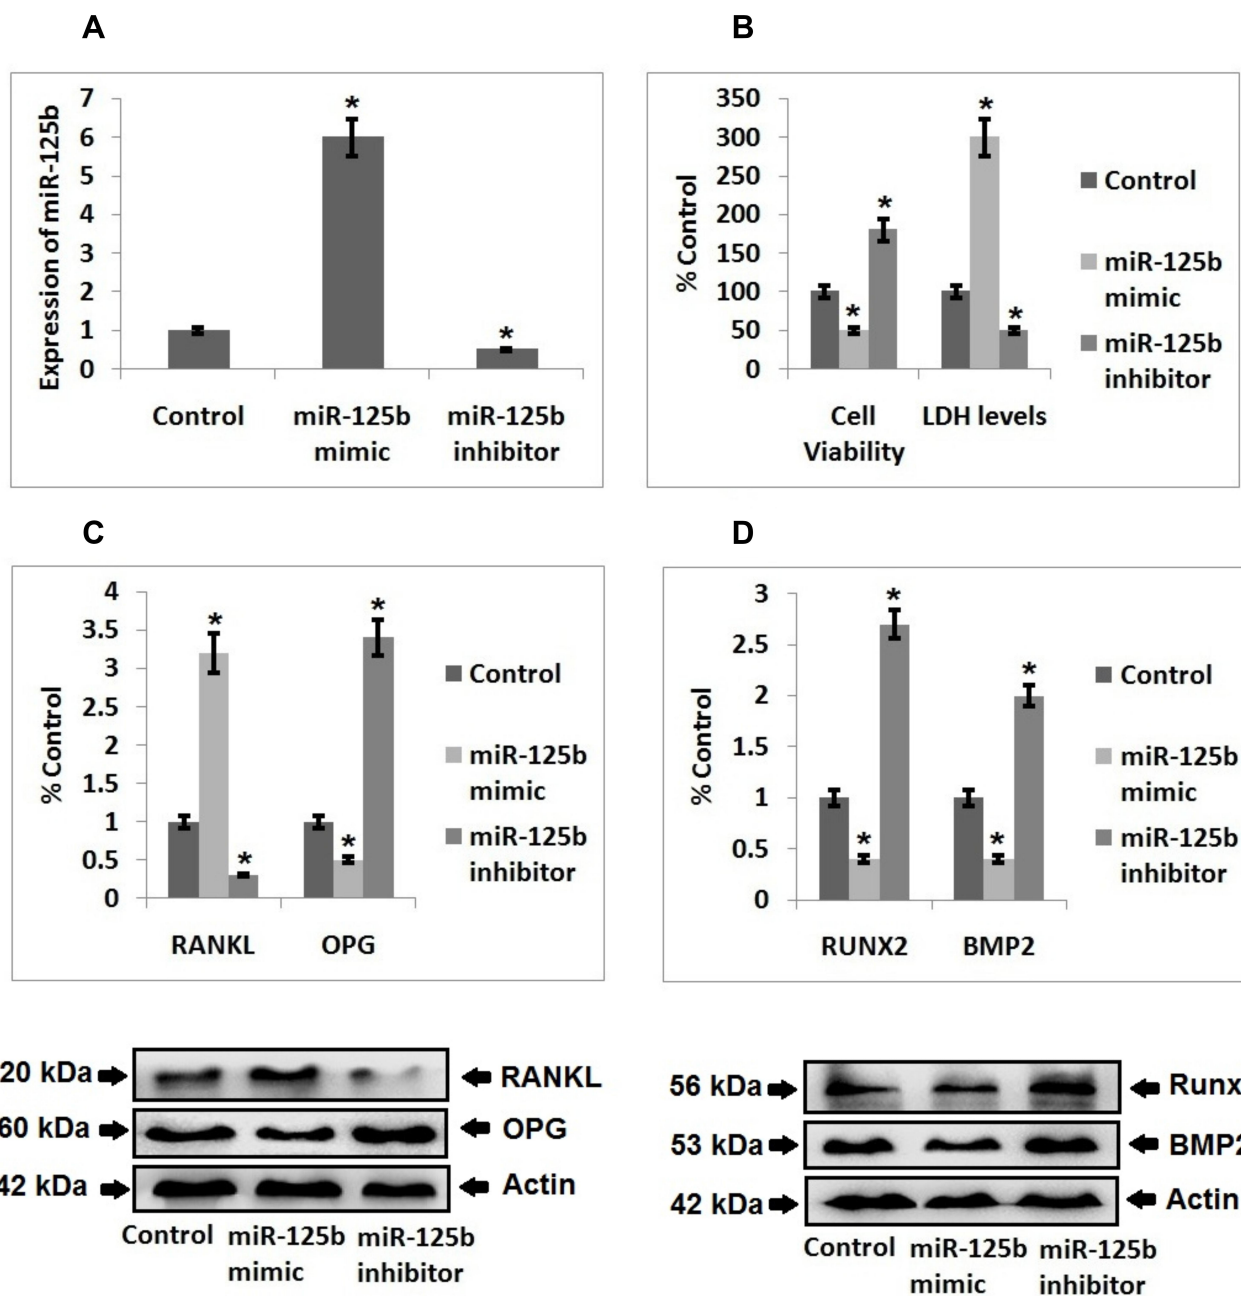 A
Expression of miR-125b
7
6
5
4
3
2
1
0
*
*
Control
miR-125b
mimic
miR-125b
inhibitor
B
% Control
350
300
250
200
150
100
50
0
*
*
*
*
Cell
Viability
LDH levels
Control
miR-125b
mimic
miR-125b
inhibitor
C
% Control
4
3.5
3
2.5
2
1.5
1
0.5
0
*
*
*
*
RANKL
OPG
Control
miR-125b
mimic
miR-125b
inhibitor
D
% Control
3
2.5
2
1.5
1
0.5
0
*
*
*
*
RUNX2
BMP2
Control
miR-125b
mimic
miR-125b
inhibitor
20 kDa
RANKL
60 kDa
OPG
42 kDa
Actin
Control
miR-125b
mimic
miR-125b
inhibitor
56 kDa
Runx
53 kDa
BMP2
42 kDa
Actin
Control
miR-125b
mimic
miR-125b
inhibitor